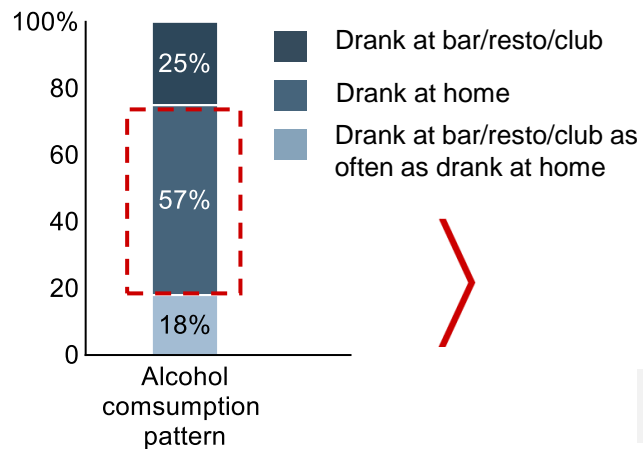 100%
80
60
40
20
0
25%
57%
18%
Alcohol
comsumption
pattern
Drank at bar/resto/club
Drank at home
Drank at bar/resto/club as
often as drank at home